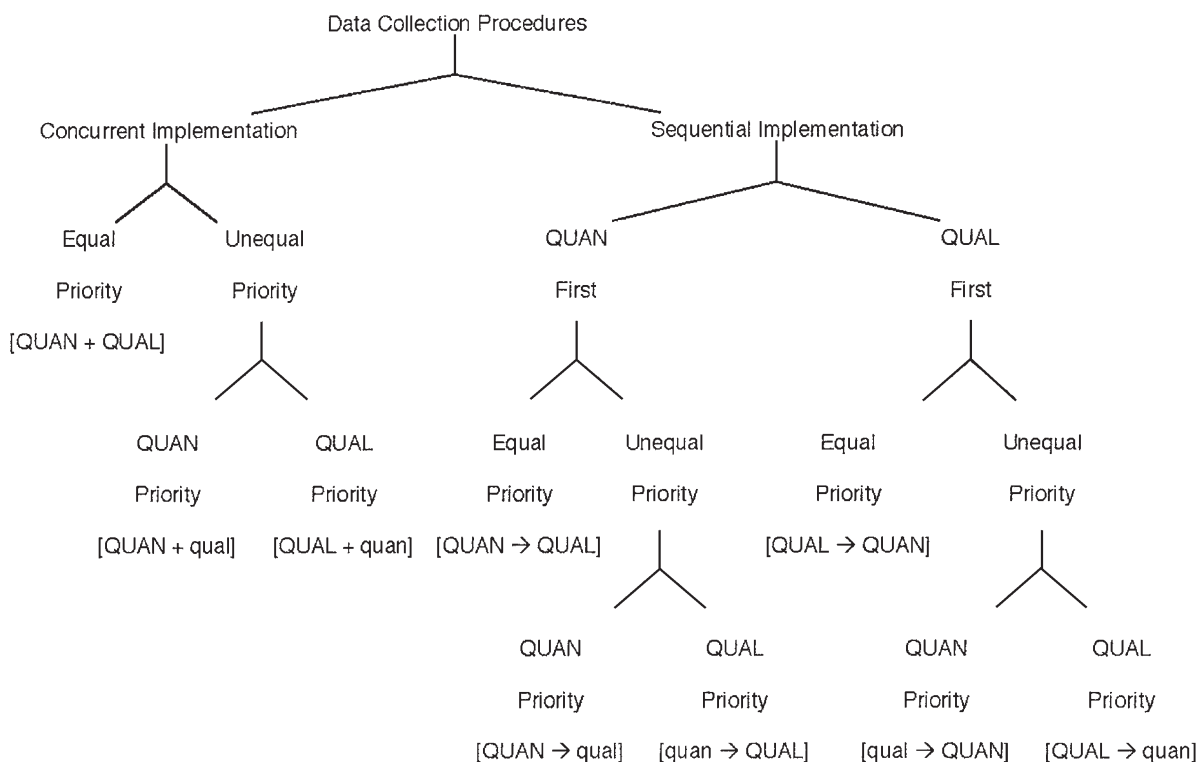 Data Collection Procedures
Concurrent Implementation
Sequential Implementation
Equal
Priority
[QUAN + QUAL]
Unequal
Priority
QUAN
First
QUAL
First
QUAN
Priority
[QUAN + qual]
QUAL
Priority
[QUAL + quan]
Equal
Priority
[QUAN → QUAL]
Unequal
Priority
Equal
Priority
[QUAL → QUAN]
Unequal
Priority
QUAN
Priority
[QUAN → qual]
QUAL
Priority
[quan → QUAL]
QUAN
Priority
[qual → QUAN]
QUAL
Priority
[QUAL → quan]